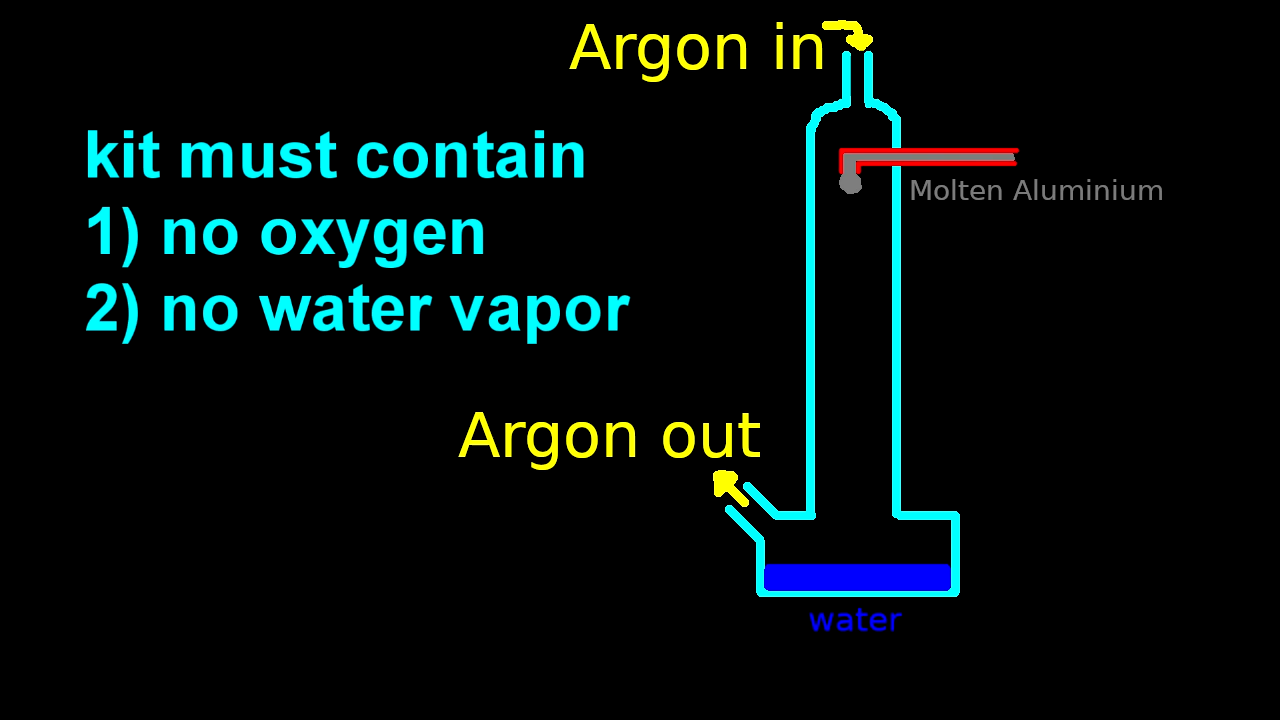 Argon in
kit must contain
1) no oxygen
2) no water vapor
Molten Aluminium
Argon out
water